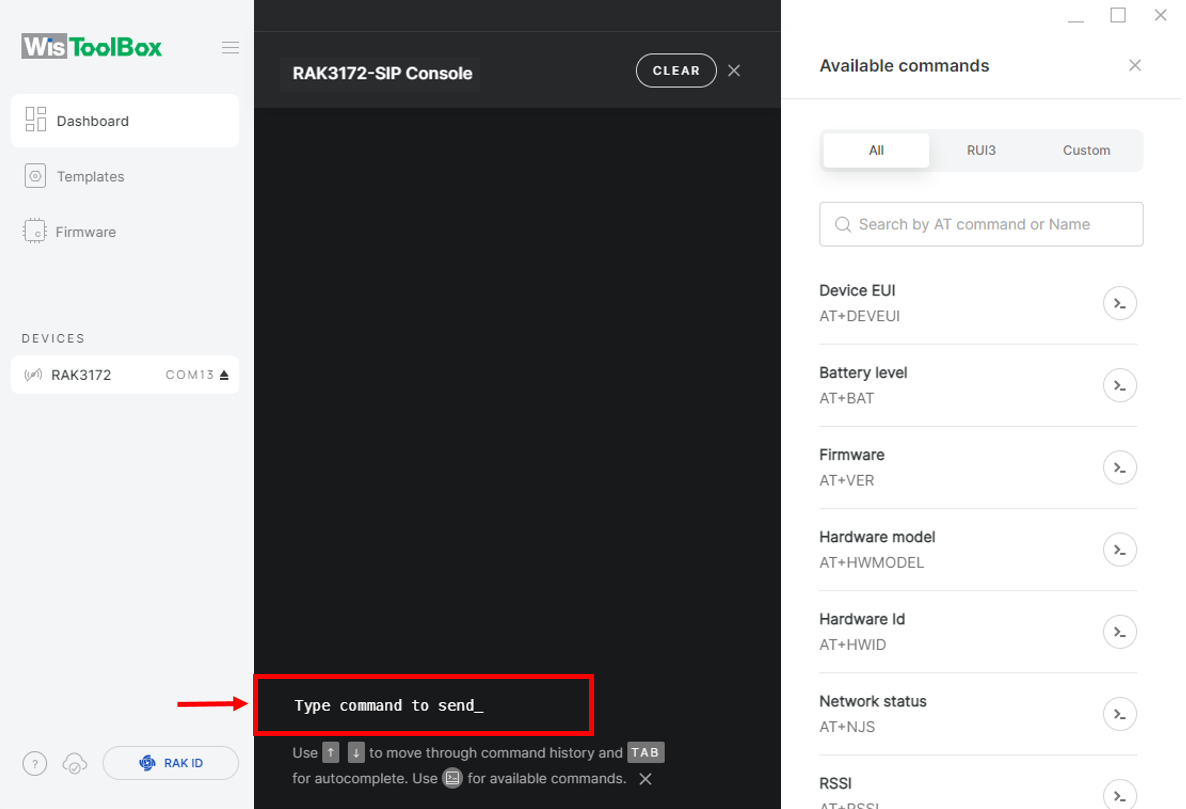 WisToolBox
Dashboard
Templates
Firmware
DEVICES
RAK3172 COM13
?
RAK ID
RAK3172-SIP Console
CLEAR
Type command to send_
Use ↑ ↓ to move through command history and TAB
for autocomplete. Use for available commands.
Available commands
All RUI3 Custom
Search by AT command or Name
Device EUI
AT+DEVEUI
Battery level
AT+BAT
Firmware
AT+VER
Hardware model
AT+HWMODEL
Hardware Id
AT+HWID
Network status
AT+NJS
RSSI
AT+RSSI